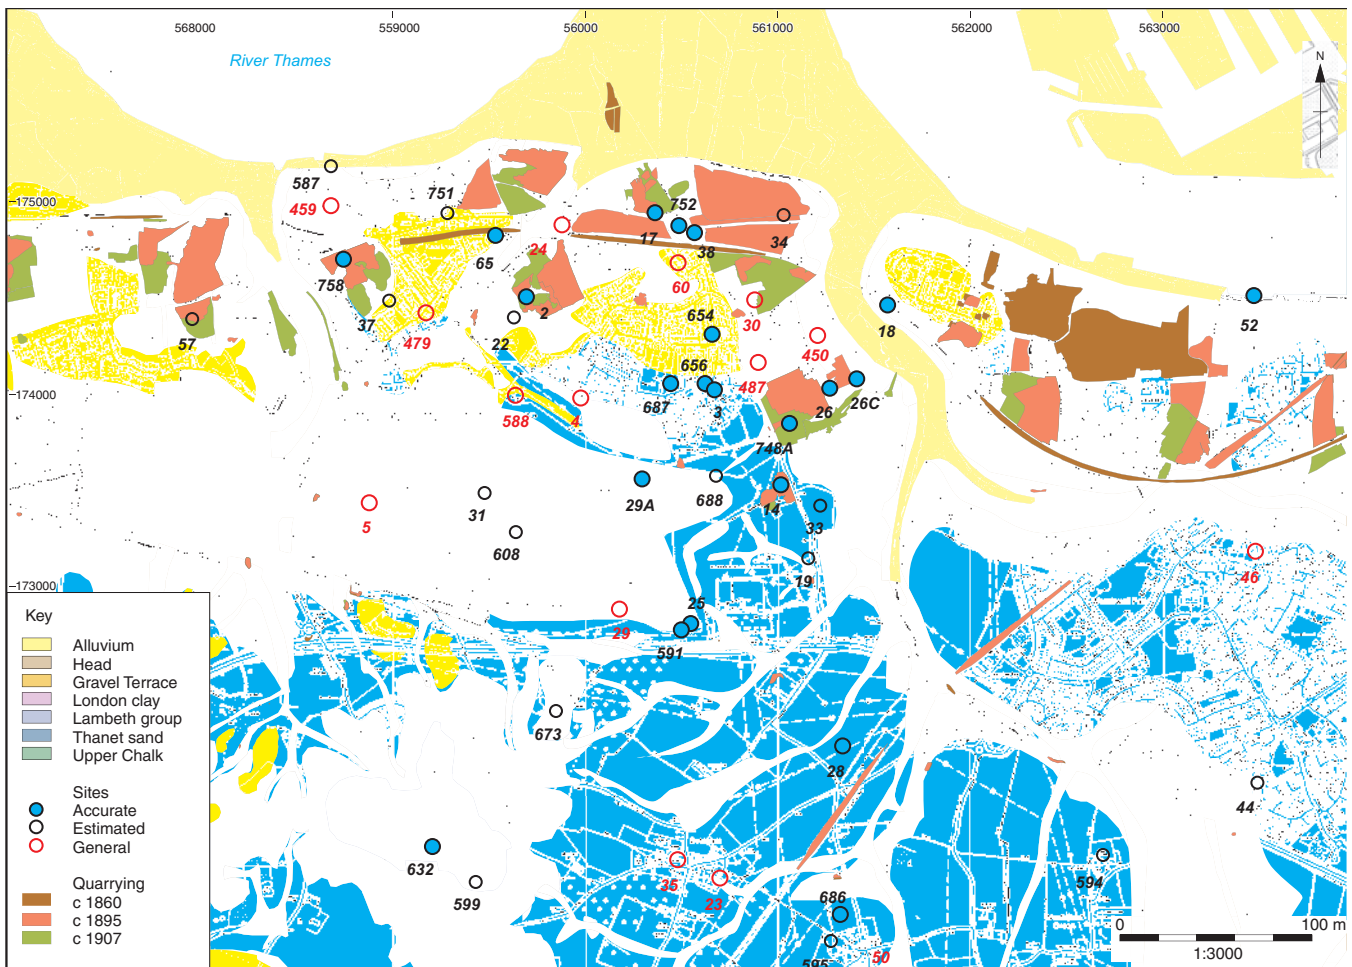 568000 559000 56000 561000 562000 563000
River Thames
N
587
751
175000
459
752
24
17
38
34
65
758
60
2
37
654
30
18
52
57
479
22
656
450
487
174000
687
3
26
26C
588
4
748A
29A
688
14
5
31
33
608
19
46
173000
25
29
591
673
28
44
632
599
35
23
594
686
595
50
Key
Alluvium
Head
Gravel Terrace
London clay
Lambeth group
Thanet sand
Upper Chalk
Sites
Accurate
Estimated
General
Quarrying
c 1860
c 1895
c 1907
0 100 m
1:3000